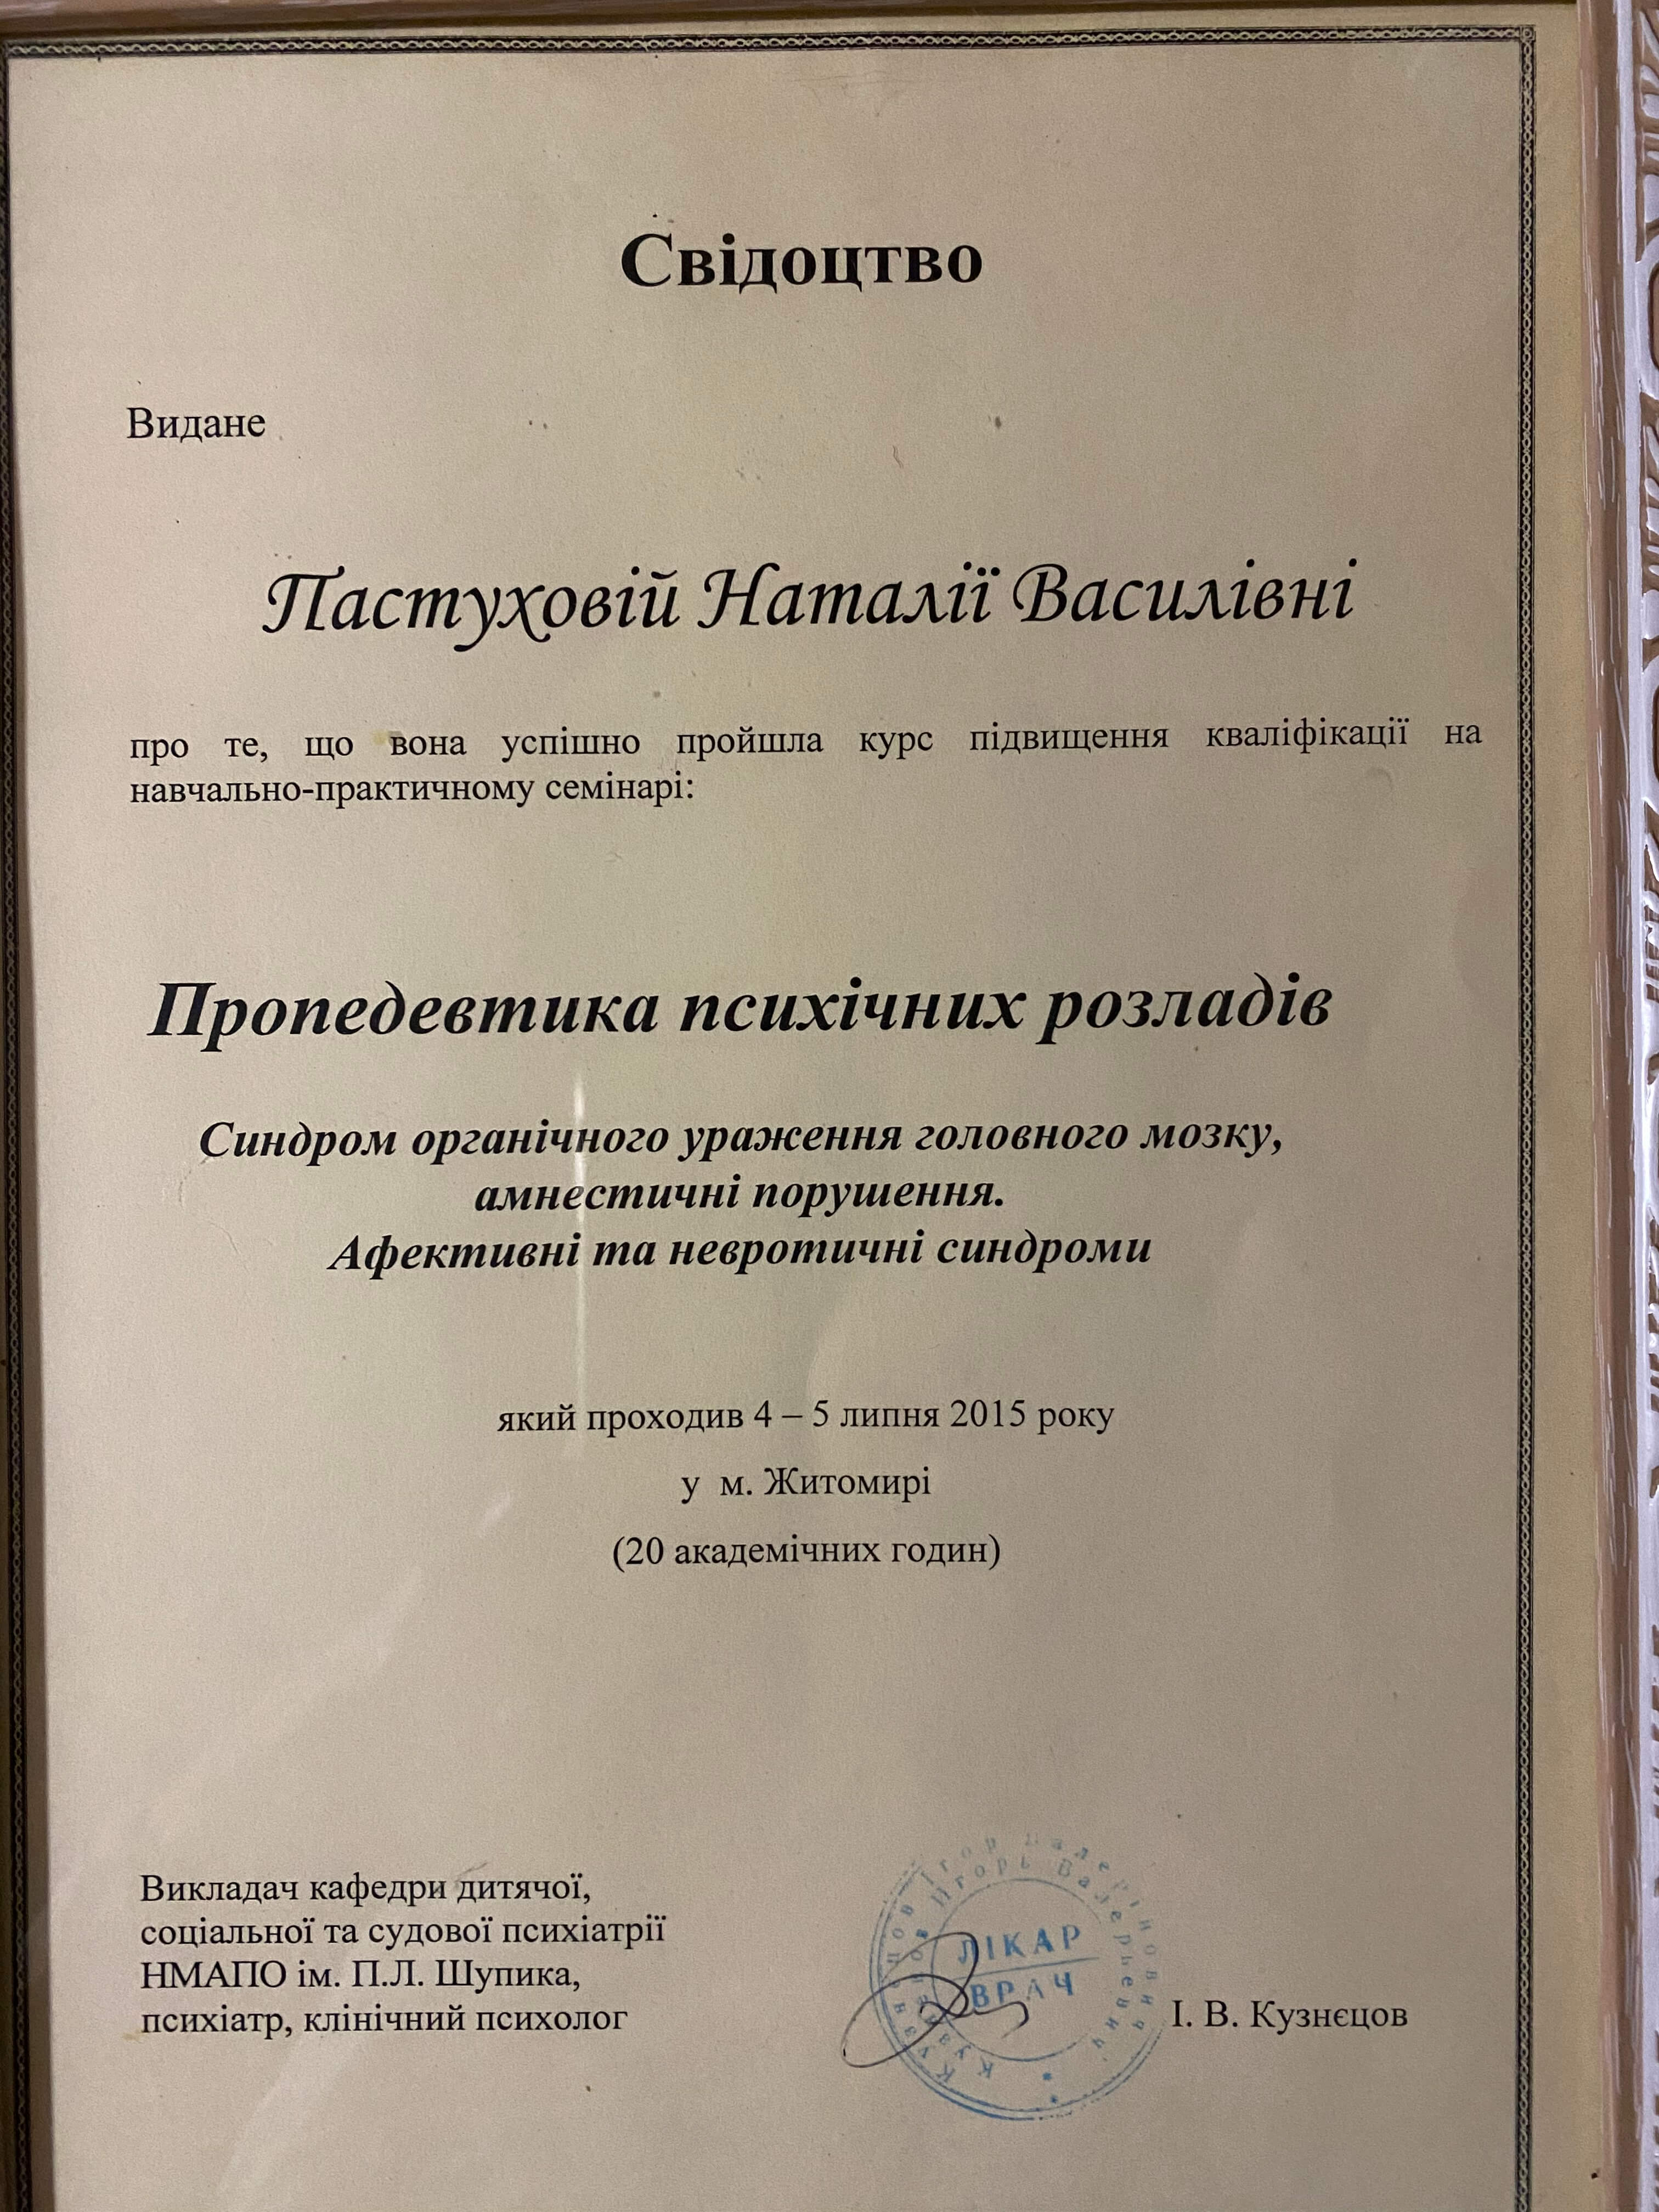 Свідоцтво
Видане
Пастуховій Наталії Василівні
про те, що вона успішно пройшла курс підвищення кваліфікації на
навчально-практичному семінарі:
Пропедевтика психічних розладів
Синдром органічного ураження головного мозку,
амнестичні порушення.
Афективні та невротичні синдроми
який проходив 4 – 5 липня 2015 року
у м. Житомирі
(20 академічних годин)
Викладач кафедри дитячої,
соціальної та судової психіатрії
НМАПО ім. П.Л. Шупика,
психіатр, клінічний психолог
ЛІКАР
ВРАЧ
Игорь Валерьевич
І. В. Кузнєцов